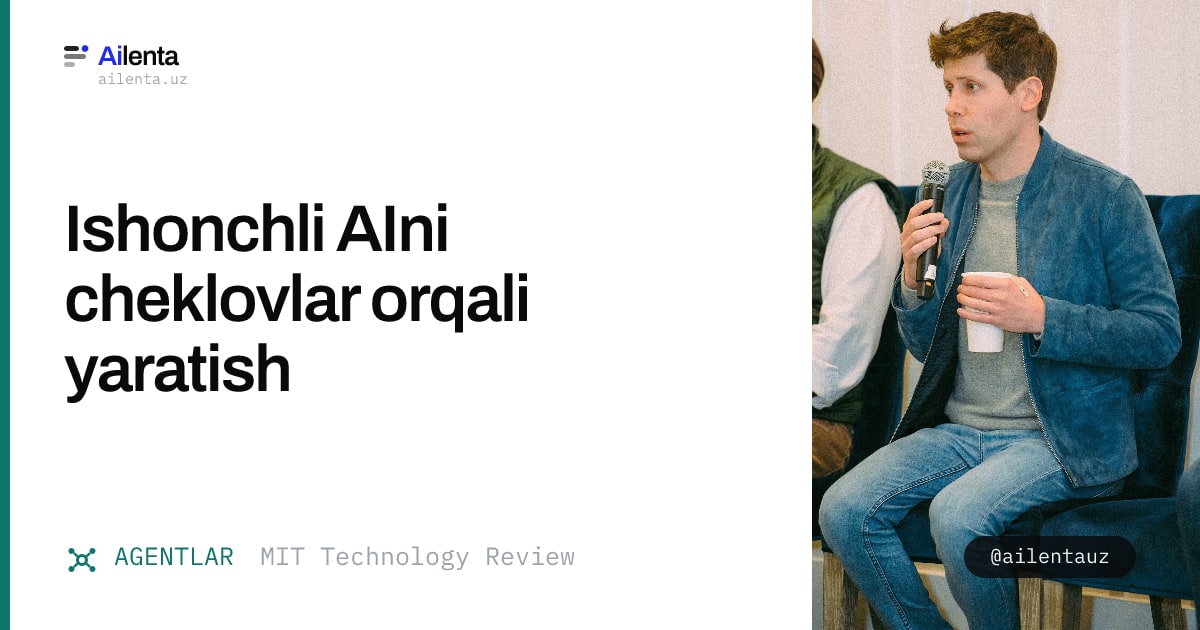 Ailenta
ailenta.uz
Ishonchli AIni
cheklovlar orqali
yaratish
AGENTLAR MIT Technology Review
@ailentauz